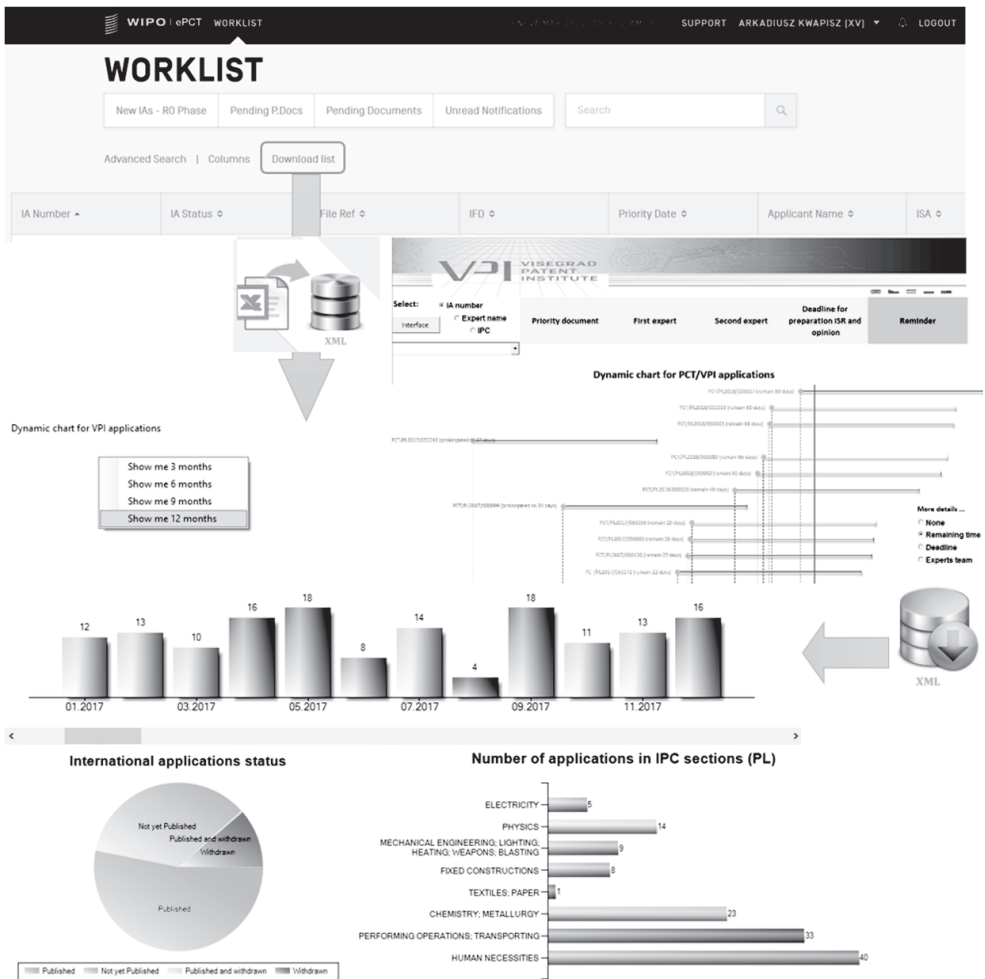 WIPO | ePCT WORKLIST SUPPORT ARKADIUSZ KWAPISZ [XV] LOGOUT
WORKLIST
New IAs - RO Phase Pending P.Docs Pending Documents Unread Notifications Search
Advanced Search | Columns Download list
IA Number IA Status File Ref IFD Priority Date Applicant Name ISA
XML
VPI VISEGRAD
PATENT
INSTITUTE
Select: IA number
Expert name
IPC
Interface
Priority document First expert Second expert Deadline for
preparation ISR and
opinion Reminder
Dynamic chart for PCT/VPI applications
Dynamic chart for VPI applications
Show me 3 months
Show me 6 months
Show me 9 months
Show me 12 months
More details ...
None
Remaining time
Deadline
Experts team
XML
12 13 10 16 18 8 14 4 18 11 13 16
01.2017 03.2017 05.2017 07.2017 09.2017 11.2017
International applications status
Not yet Published
Published and withdrawn
Withdrawn
Published
Published Not yet Published Published and withdrawn Withdrawn
Number of applications in IPC sections (PL)
ELECTRICITY 5
PHYSICS 14
MECHANICAL ENGINEERING; LIGHTING;
HEATING; WEAPONS; BLASTING 9
FIXED CONSTRUCTIONS 8
TEXTILES; PAPER 1
CHEMISTRY; METALLURGY 23
PERFORMING OPERATIONS; TRANSPORTING 33
HUMAN NECESSITIES 40